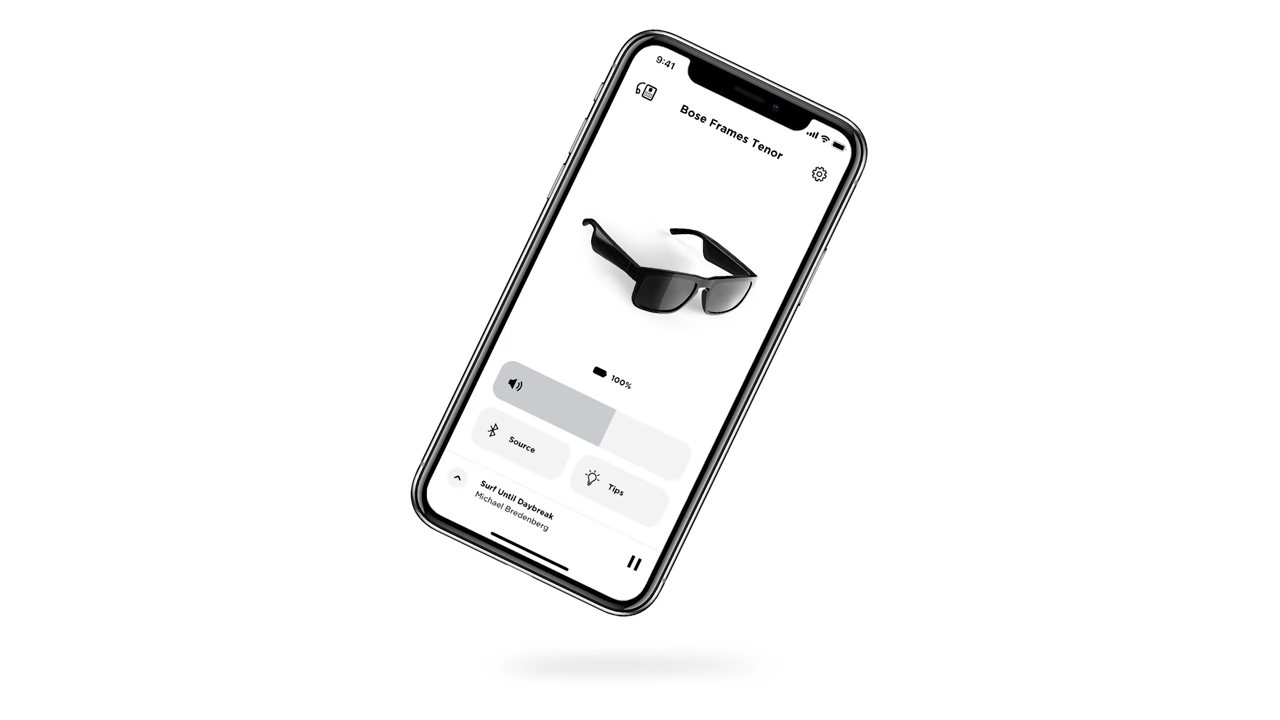 9:41
Bose Frames Tenor
100%
Source
Tips
Surf Until Daybreak
Michael Bredenberg